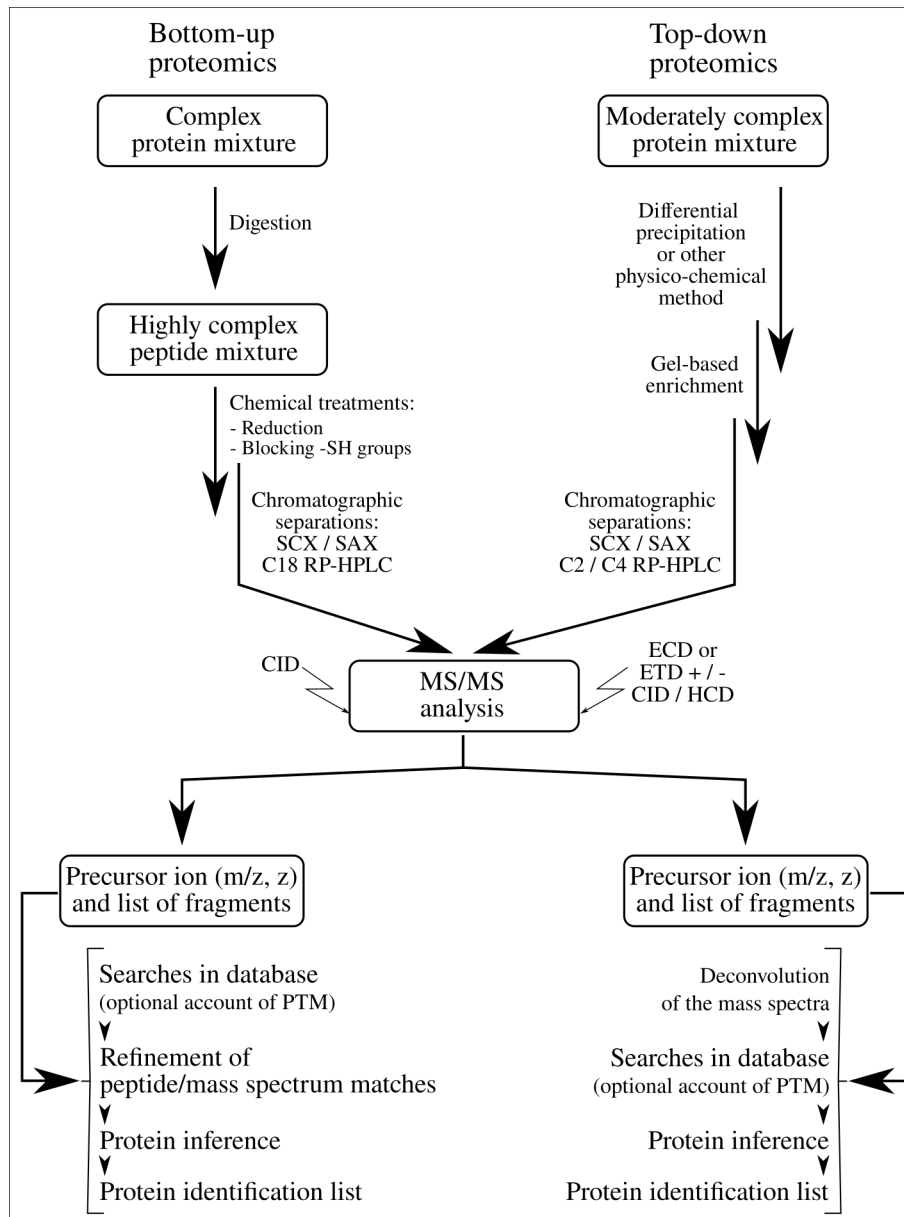 Bottom-up
proteomics
Complex
protein mixture
Digestion
Highly complex
peptide mixture
Chemical treatments:
- Reduction
- Blocking -SH groups
Chromatographic
separations:
SCX / SAX
C18 RP-HPLC
Top-down
proteomics
Moderately complex
protein mixture
Differential
precipitation
or other
physico-chemical
method
Gel-based
enrichment
Chromatographic
separations:
SCX / SAX
C2 / C4 RP-HPLC
CID
MS/MS
analysis
ECD or
ETD + / -
CID / HCD
Precursor ion (m/z, z)
and list of fragments
Searches in database
(optional account of PTM)
Refinement of
peptide/mass spectrum matches
Protein inference
Protein identification list
Precursor ion (m/z, z)
and list of fragments
Deconvolution
of the mass spectra
Searches in database
(optional account of PTM)
Protein inference
Protein identification list